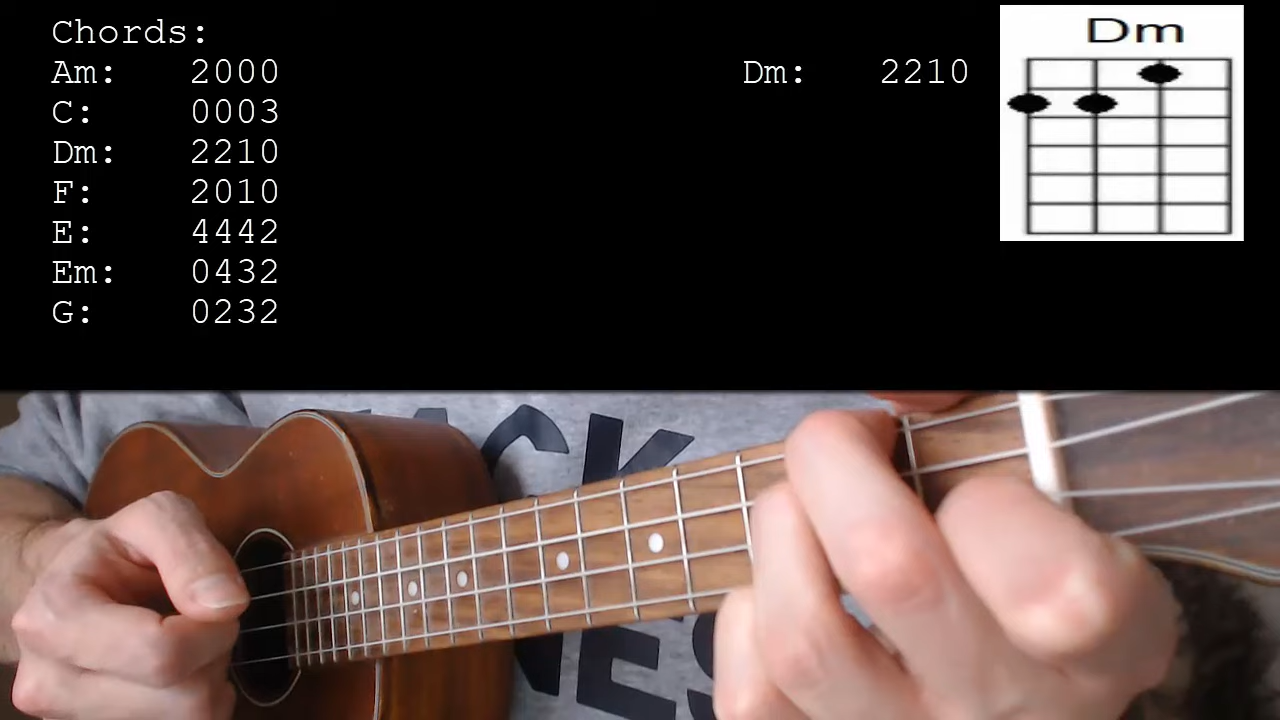 Chords:
Am: 2000
C: 0003
Dm: 2210
F: 2010
E: 4442
Em: 0432
G: 0232
Dm: 2210
Dm